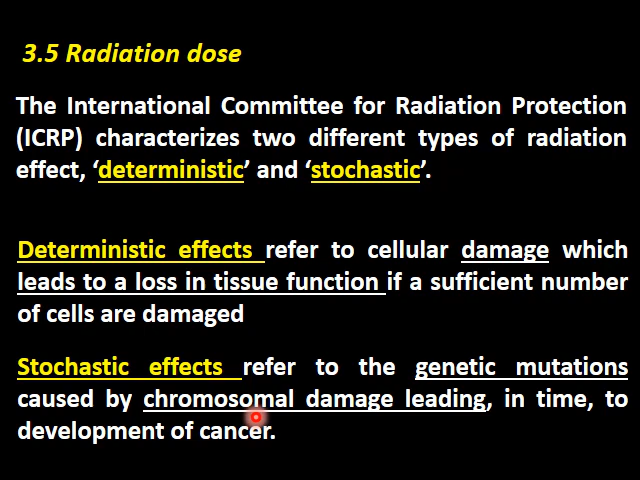 3.5 Radiation dose
The International Committee for Radiation Protection
(ICRP) characterizes two different types of radiation
effect, ‘deterministic’ and ‘stochastic’.
Deterministic effects refer to cellular damage which
leads to a loss in tissue function if a sufficient number
of cells are damaged
Stochastic effects refer to the genetic mutations
caused by chromosomal damage leading, in time, to
development of cancer.